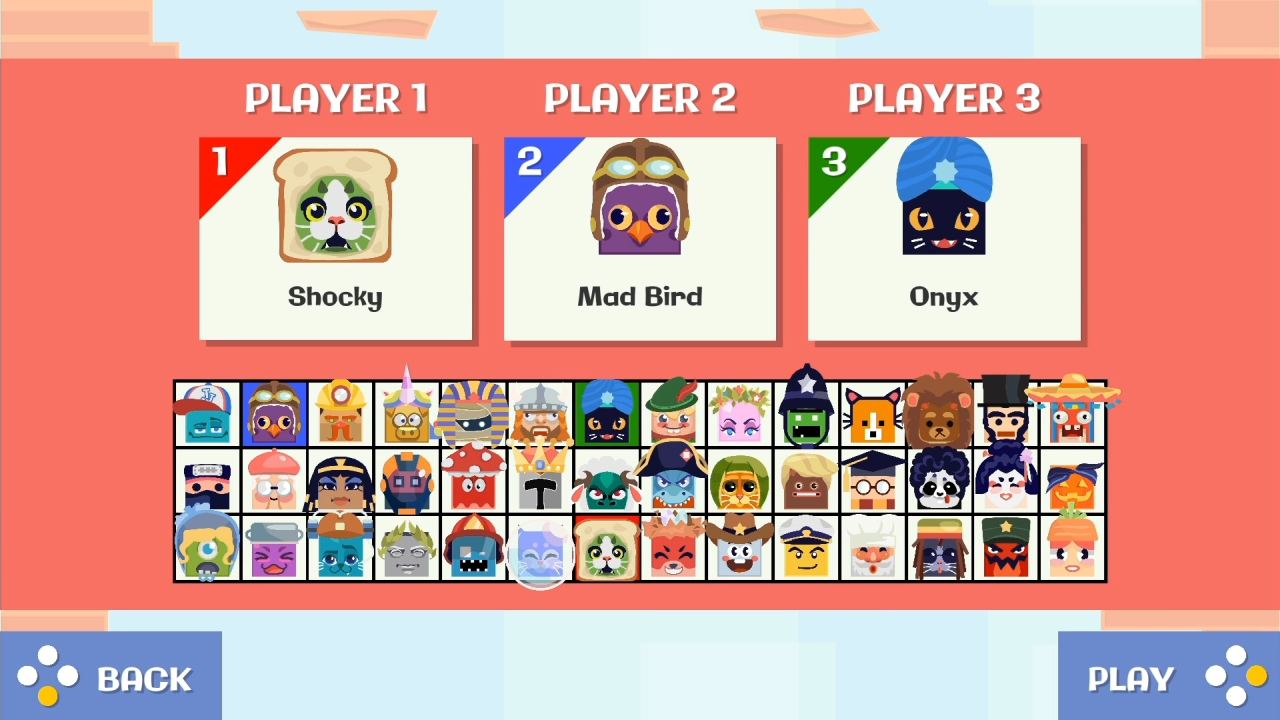 PLAYER 1
PLAYER 2
PLAYER 3
1
2
3
Shocky
Mad Bird
Onyx
BACK
PLAY